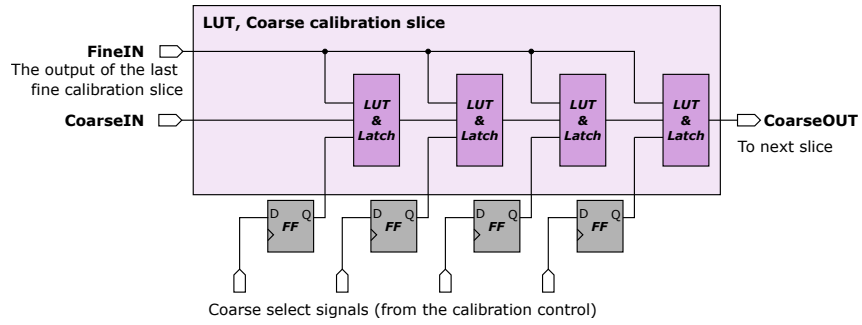 LUT, Coarse calibration slice
FineIN
The output of the last
fine calibration slice
CoarseIN
LUT
&
Latch
LUT
&
Latch
LUT
&
Latch
LUT
&
Latch
CoarseOUT
To next slice
D Q
FF
D Q
FF
D Q
FF
D Q
FF
Coarse select signals (from the calibration control)